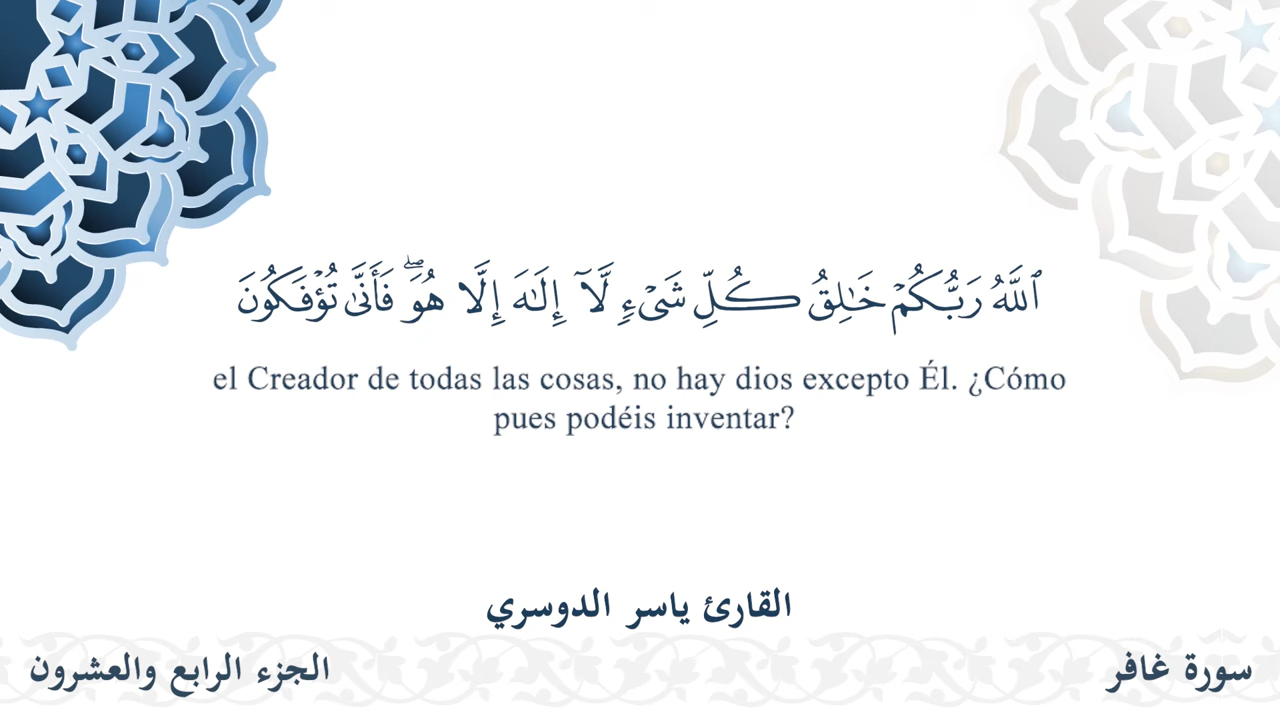 ٱللَّهُ رَبُّكُمْ خَٰلِقُ كُلِّ شَىْءٍ لَّآ إِلَٰهَ إِلَّا هُوَ ۖ فَأَنَّىٰ تُؤْفَكُونَ
el Creador de todas las cosas, no hay dios excepto Él. ¿Cómo
pues podéis inventar?
القارئ ياسر الدوسري
سورة غافر
الجزء الرابع والعشرون